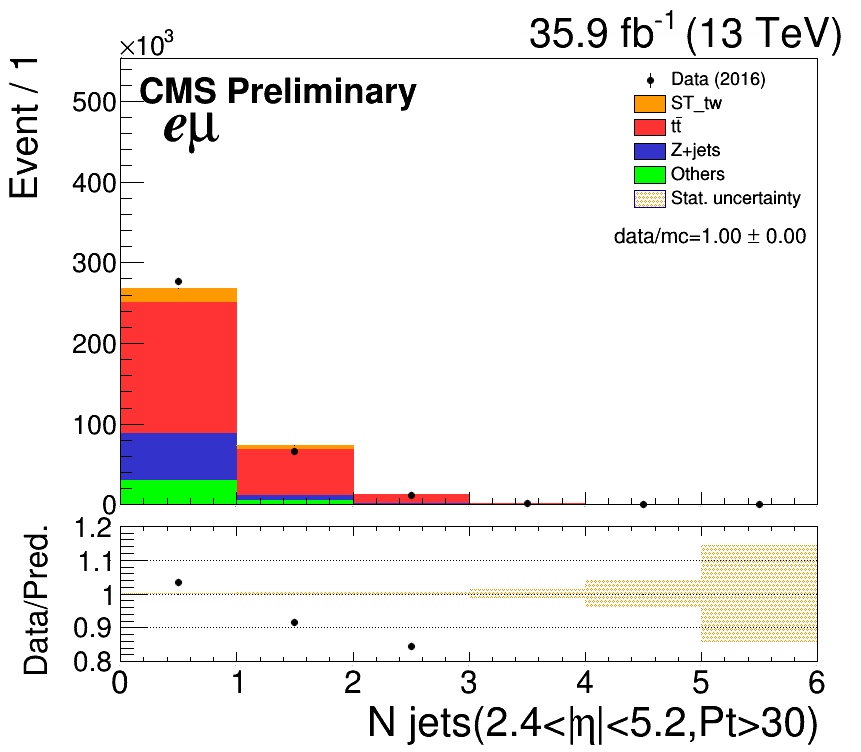 35.9 fb⁻¹ (13 TeV)
×10³
Event / 1
CMS Preliminary
eμ
Data (2016)
ST_tw
tt̄
Z+jets
Others
Stat. uncertainty
data/mc=1.00 ± 0.00
500
400
300
200
100
0
Data/Pred.
1.2
1.1
1
0.9
0.8
0 1 2 3 4 5 6
N jets(2.4<|η|<5.2,Pt>30)